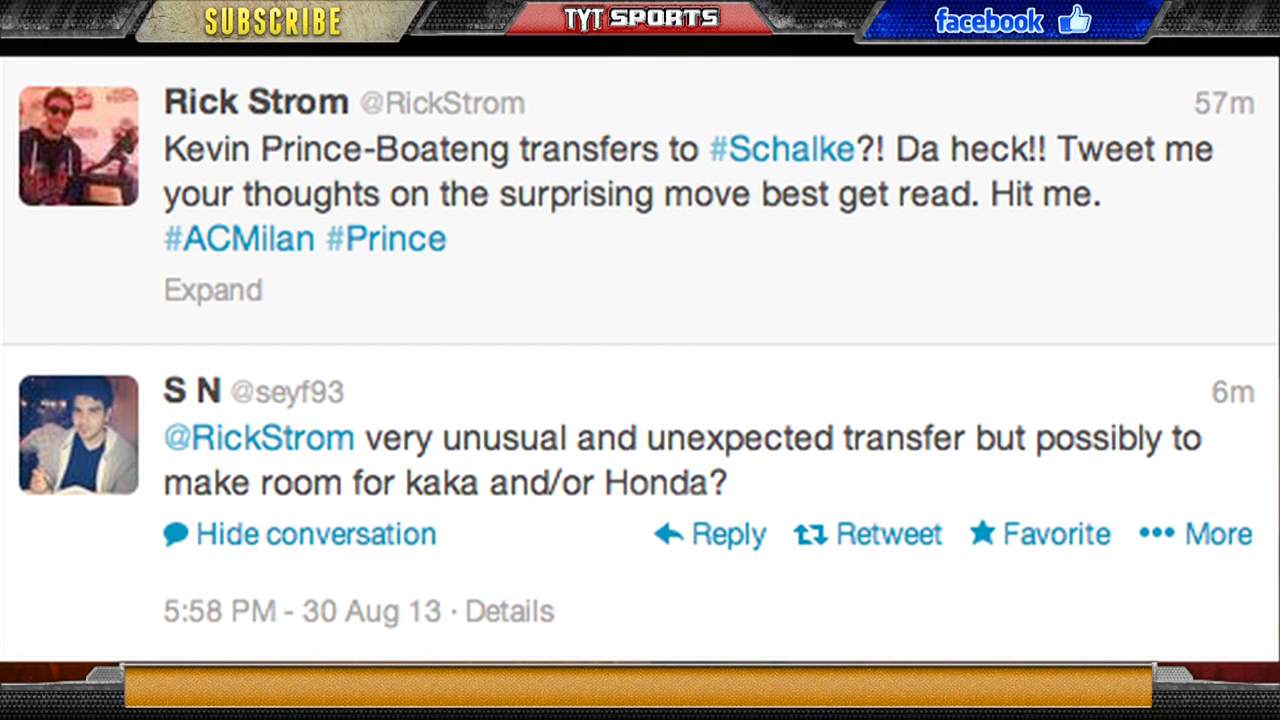 SUBSCRIBE
TYT SPORTS
facebook
Rick Strom @RickStrom 57m
Kevin Prince-Boateng transfers to #Schalke?! Da heck!! Tweet me
your thoughts on the surprising move best get read. Hit me.
#ACMilan #Prince
Expand
S N @seyf93 6m
@RickStrom very unusual and unexpected transfer but possibly to
make room for kaka and/or Honda?
Hide conversation Reply Retweet Favorite ••• More
5:58 PM - 30 Aug 13 · Details